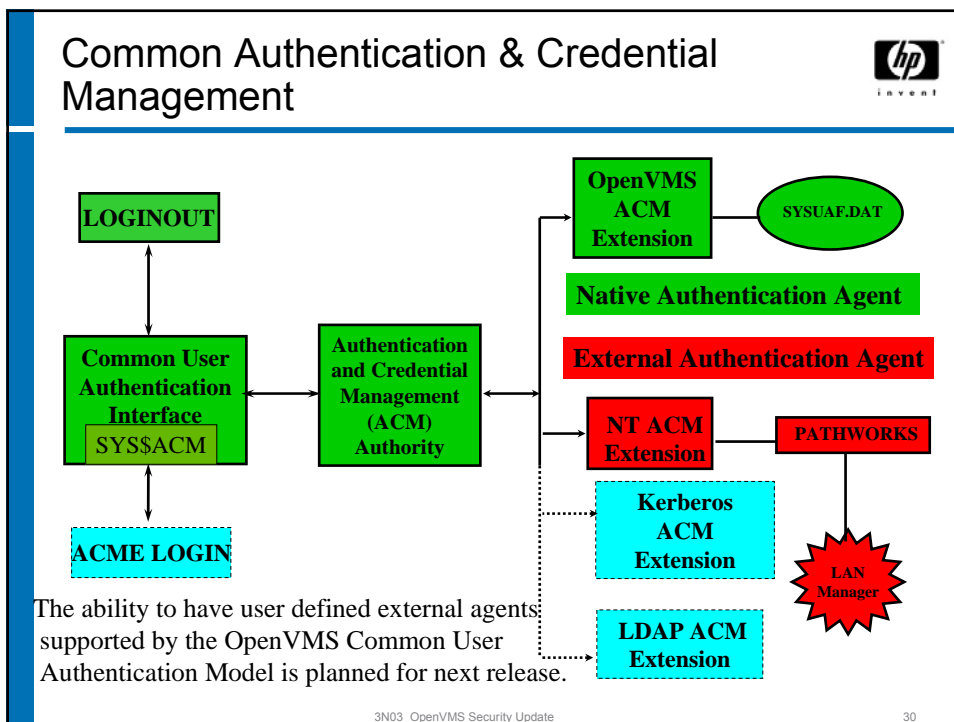 Common Authentication & Credential
Management
hp
invent
LOGINOUT
Common User
Authentication
Interface
SYS$ACM
ACME LOGIN
Authentication
and Credential
Management
(ACM)
Authority
OpenVMS
ACM
Extension
SYSUAF.DAT
Native Authentication Agent
External Authentication Agent
NT ACM
Extension
PATHWORKS
Kerberos
ACM
Extension
LAN
Manager
LDAP ACM
Extension
The ability to have user defined external agents
supported by the OpenVMS Common User
Authentication Model is planned for next release.
3N03 OpenVMS Security Update
30